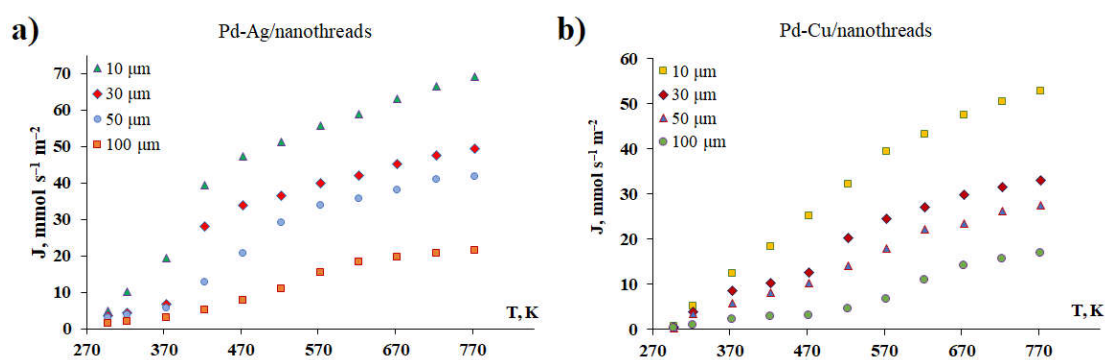 a)
Pd-Ag/nanothreads
J, mmol s⁻¹ m⁻²
70
60
50
40
30
20
10
0
10 μm
30 μm
50 μm
100 μm
T, K
270
370
470
570
670
770
b)
Pd-Cu/nanothreads
J, mmol s⁻¹ m⁻²
60
50
40
30
20
10
0
10 μm
30 μm
50 μm
100 μm
T, K
270
370
470
570
670
770